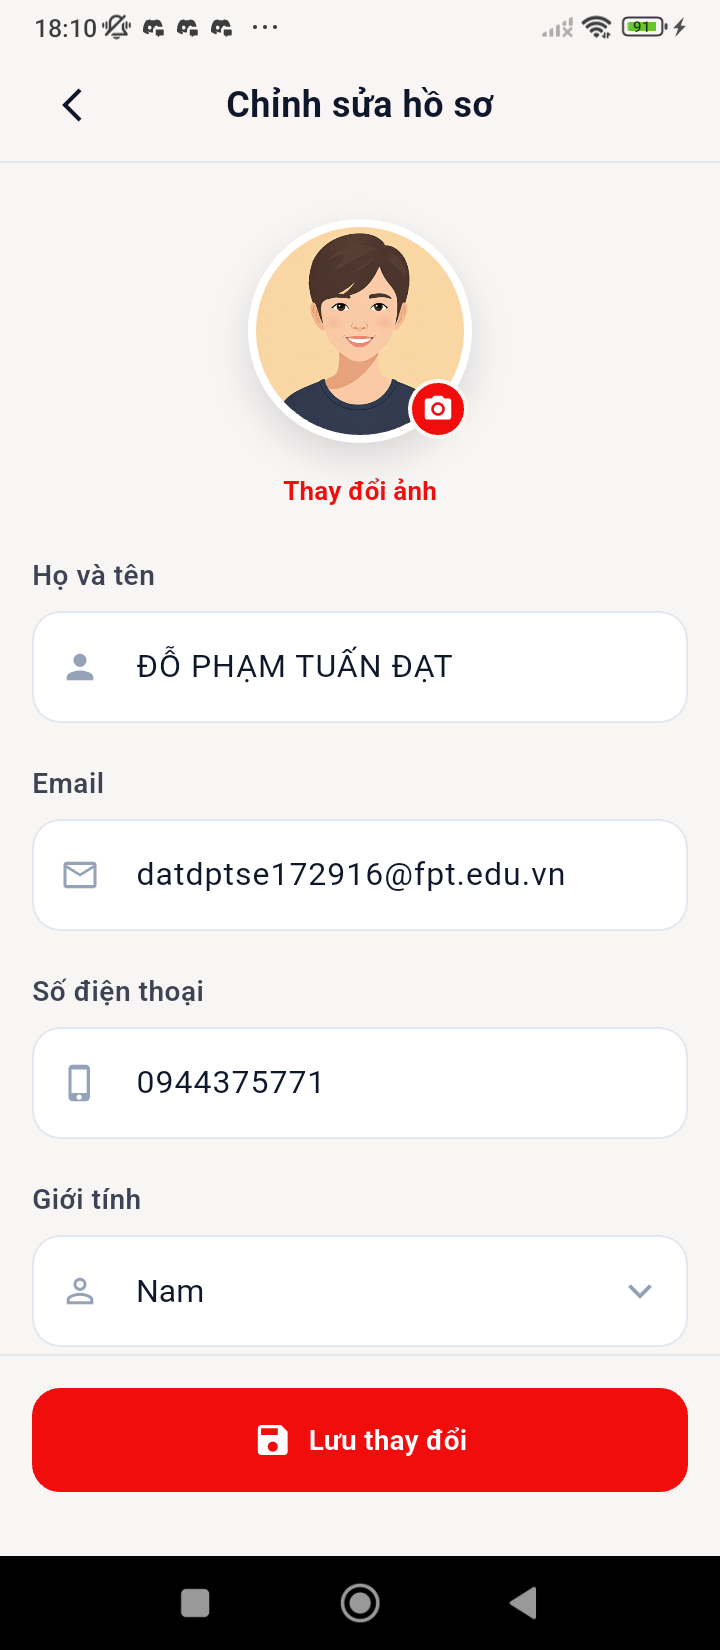 18:10
91
Chỉnh sửa hồ sơ
Thay đổi ảnh
Họ và tên
ĐỖ PHẠM TUẤN ĐẠT
Email
datdptse172916@fpt.edu.vn
Số điện thoại
0944375771
Giới tính
Nam
Lưu thay đổi